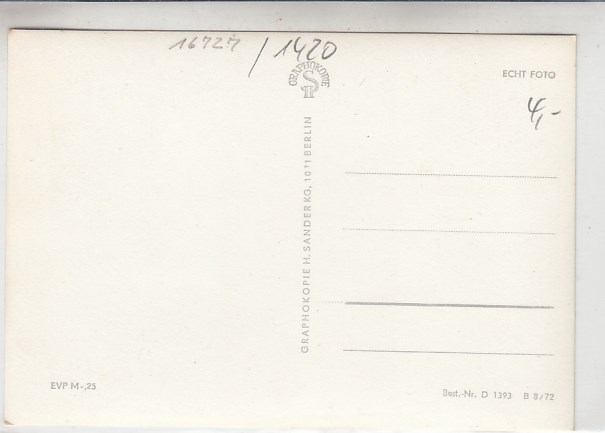 16727 / 1420
GRAPHOKOPIE
ECHT FOTO
4,-
GRAPHOKOPIE H. SANDER KG, 1071 BERLIN
EVP M -,25
Best.-Nr. D 1393 B 8/72